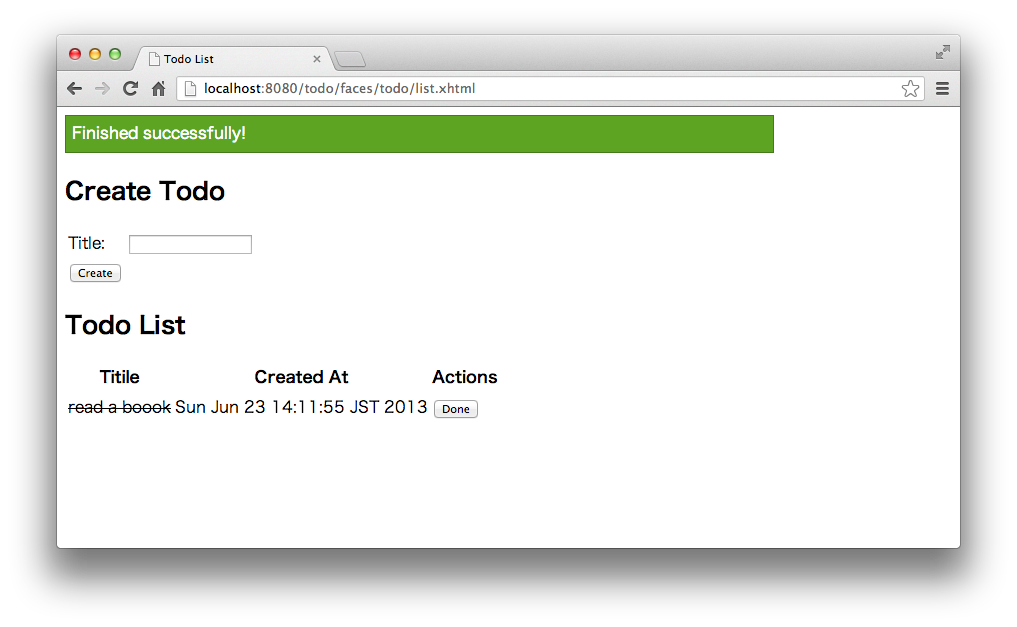 Todo List
localhost:8080/todo/faces/todo/list.xhtml
Finished successfully!
Create Todo
Title:
Create
Todo List
Titile Created At Actions
read a boook Sun Jun 23 14:11:55 JST 2013 Done